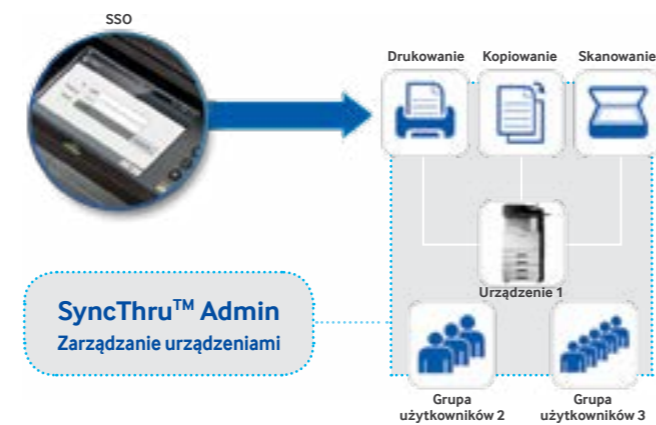 SSO
Drukowanie Kopiowanie Skanowanie
Urządzenie 1
SyncThru™ Admin
Zarządzanie urządzeniami
Grupa
użytkowników 2
Grupa
użytkowników 3